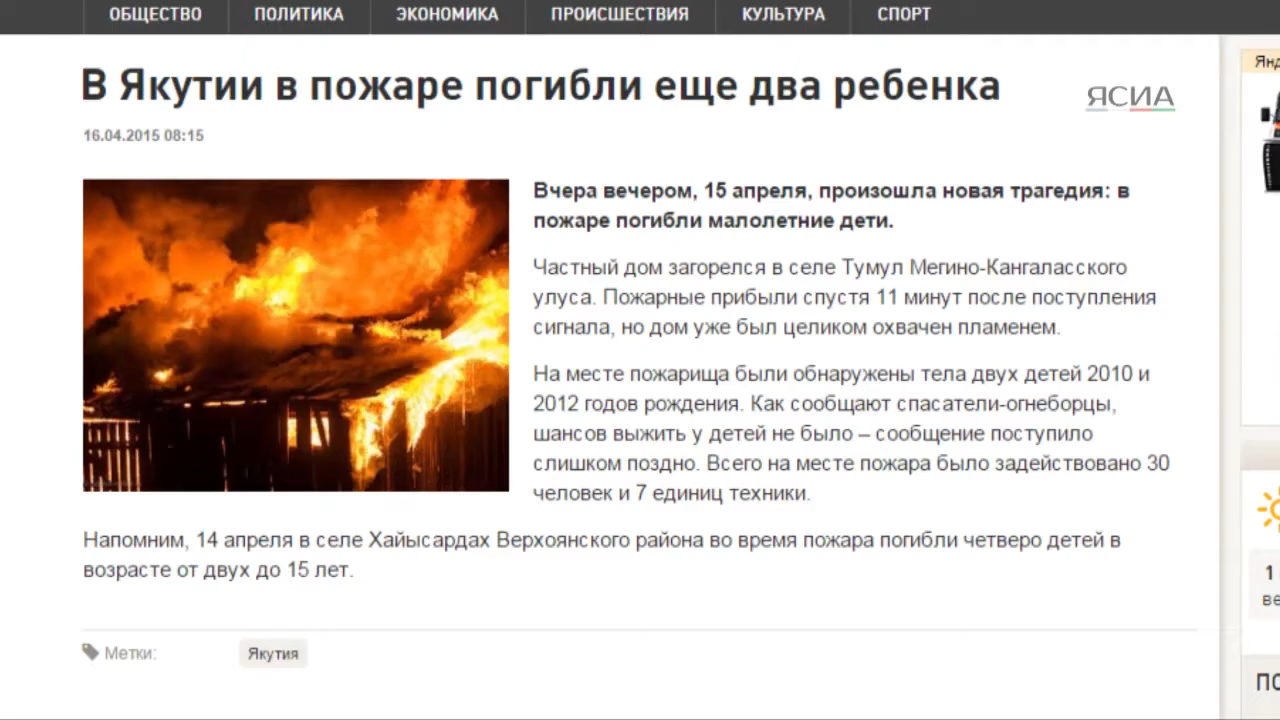 ОБЩЕСТВО ПОЛИТИКА ЭКОНОМИКА ПРОИСШЕСТВИЯ КУЛЬТУРА СПОРТ
В Якутии в пожаре погибли еще два ребенка
ЯСИА
16.04.2015 08:15
Вчера вечером, 15 апреля, произошла новая трагедия: в
пожаре погибли малолетние дети.
Частный дом загорелся в селе Тумул Мегино-Кангаласского
улуса. Пожарные прибыли спустя 11 минут после поступления
сигнала, но дом уже был целиком охвачен пламенем.
На месте пожарища были обнаружены тела двух детей 2010 и
2012 годов рождения. Как сообщают спасатели-огнеборцы,
шансов выжить у детей не было – сообщение поступило
слишком поздно. Всего на месте пожара было задействовано 30
человек и 7 единиц техники.
Напомним, 14 апреля в селе Хайысардах Верхоянского района во время пожара погибли четверо детей в
возрасте от двух до 15 лет.
Метки: Якутия